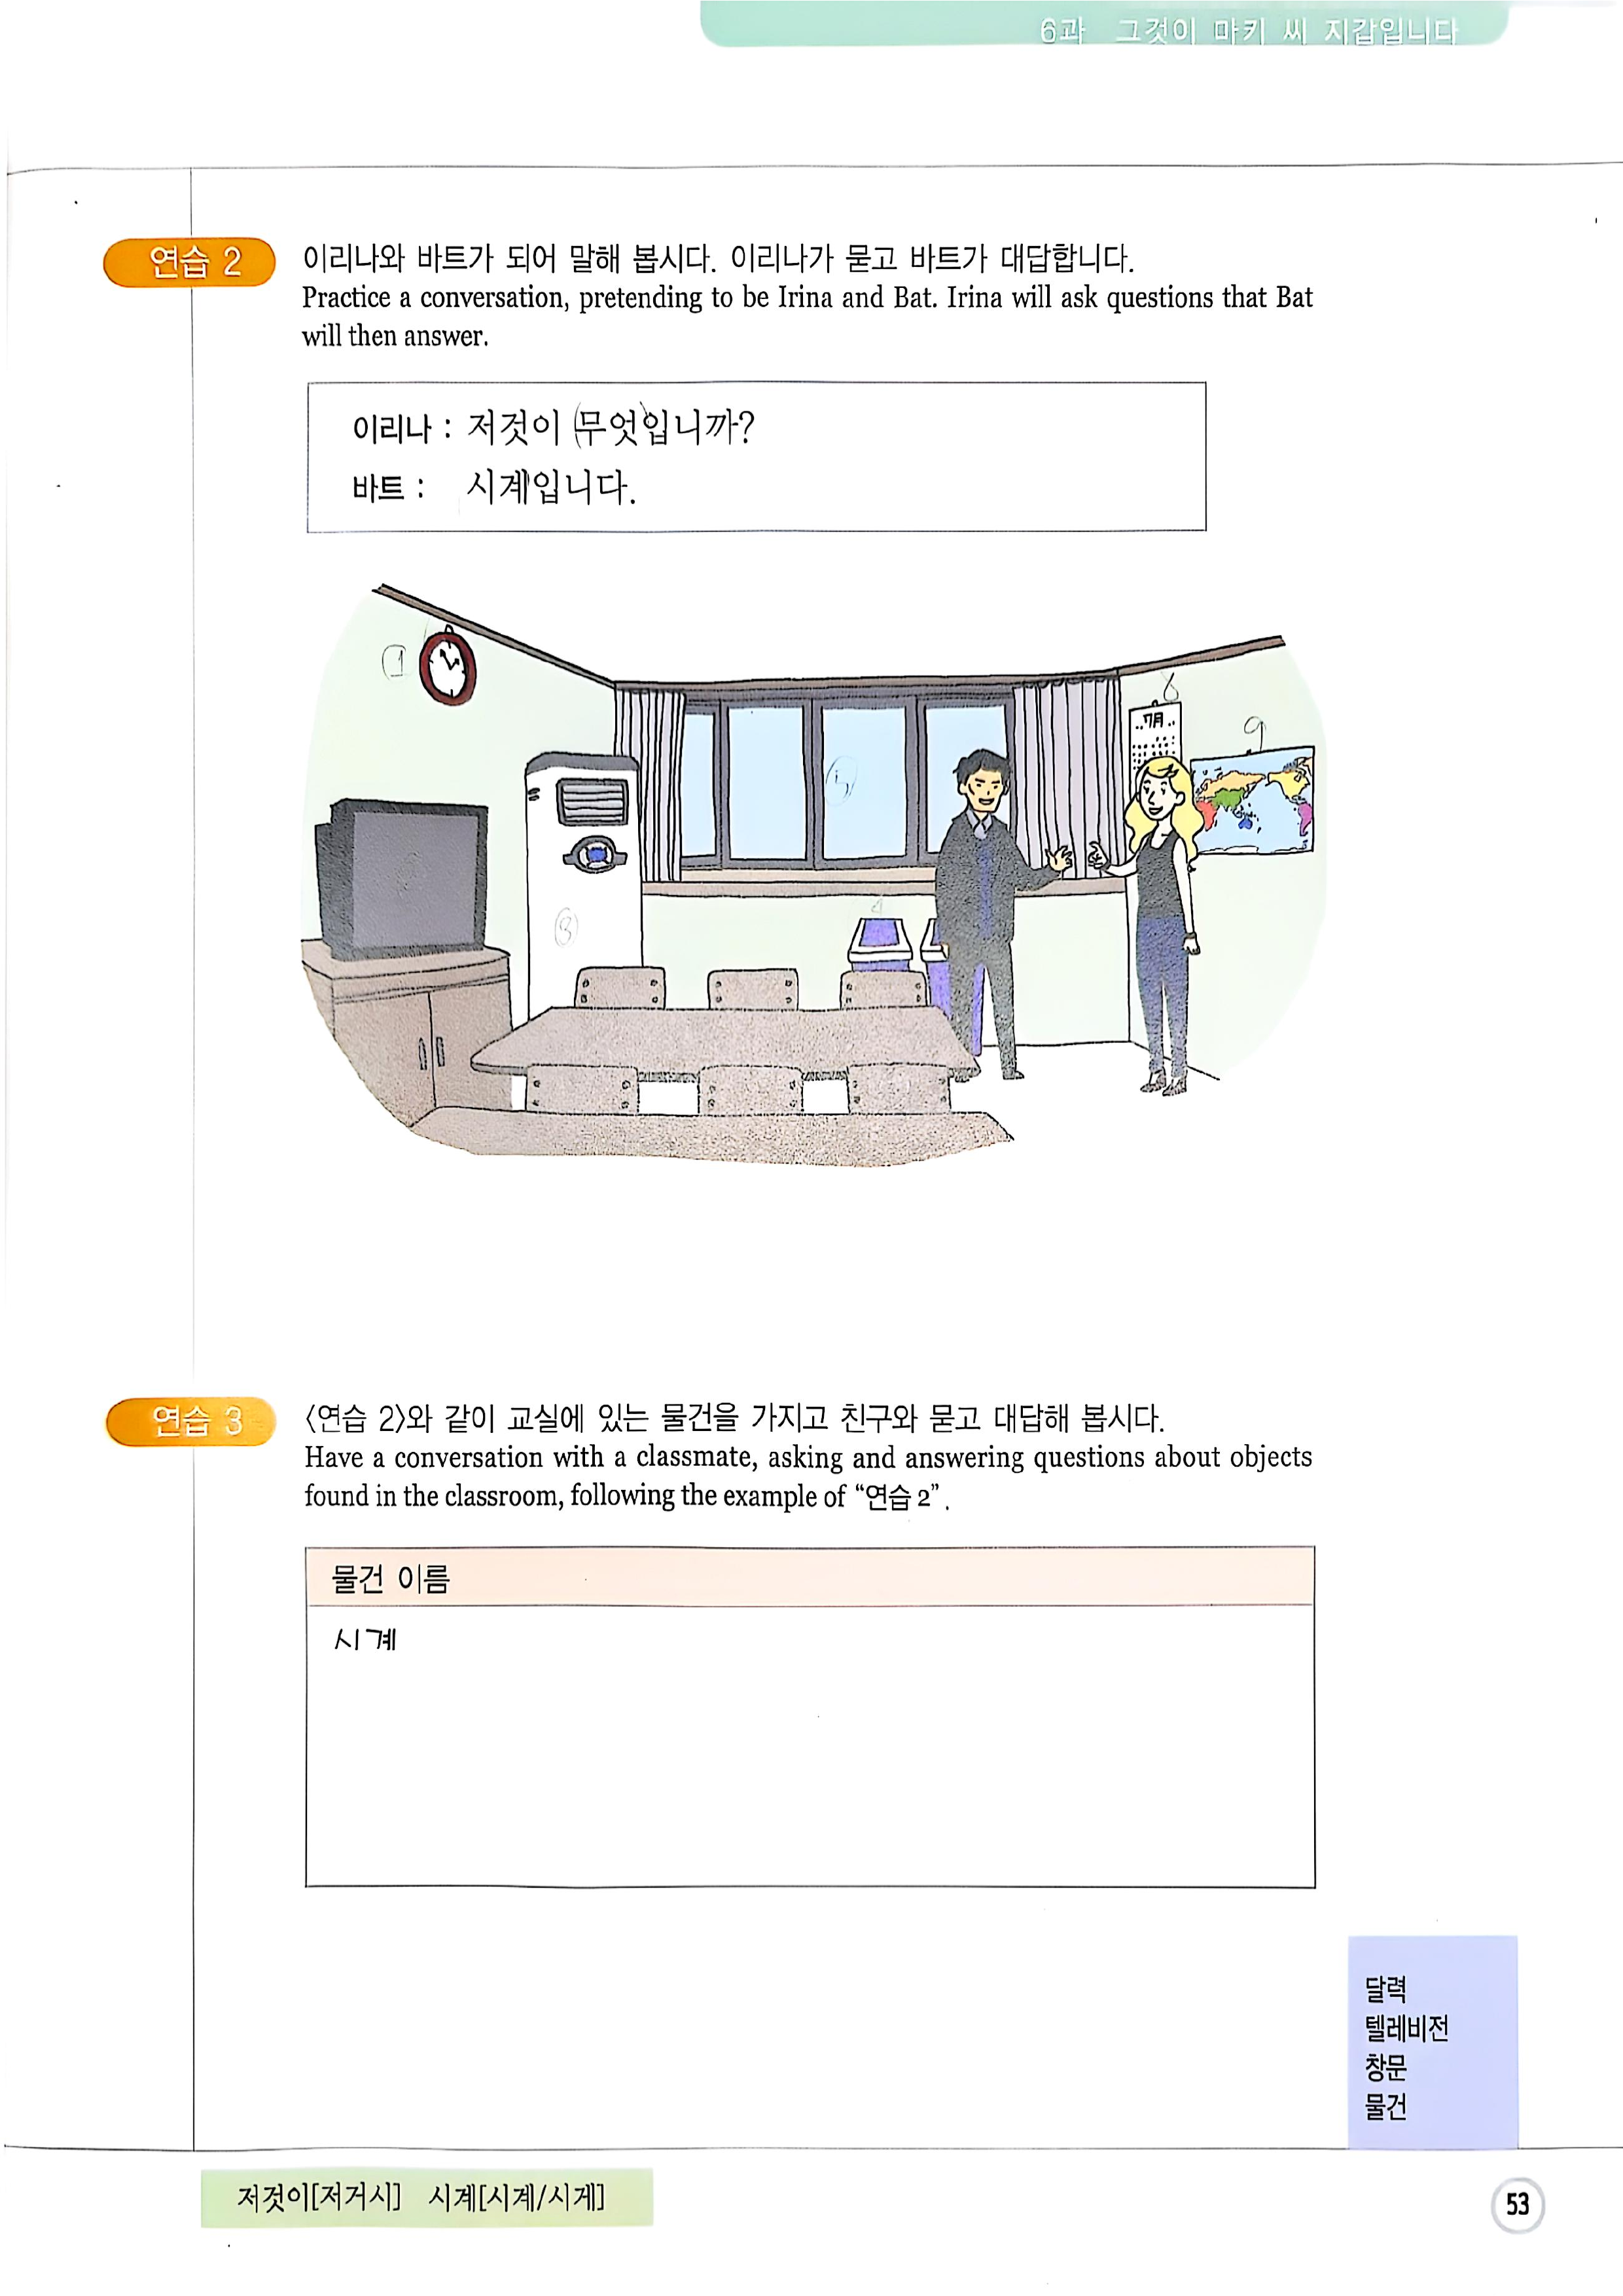 6과 그것이 마키 씨 지갑입니다
연습 2
이리나와 바트가 되어 말해 봅시다. 이리나가 묻고 바트가 대답합니다.
Practice a conversation, pretending to be Irina and Bat. Irina will ask questions that Bat
will then answer.
이리나 : 저것이 (무엇)입니까?
바트 : 시계입니다.
1
8
..7月..
9
3
연습 3
〈연습 2〉와 같이 교실에 있는 물건을 가지고 친구와 묻고 대답해 봅시다.
Have a conversation with a classmate, asking and answering questions about objects
found in the classroom, following the example of “연습 2”.
물건 이름
시계
달력
텔레비전
창문
물건
저것이[저거시] 시계[시계/시게]
53